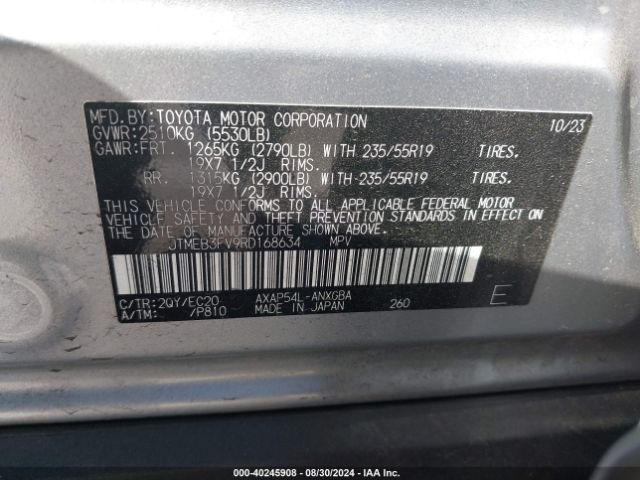 MFD.BY:TOYOTA MOTOR CORPORATION 10/23
GVWR:2510KG (5530LB)
GAWR:FRT. 1265KG (2790LB) WITH 235/55R19 TIRES.
19X7 1/2J RIMS.
RR. 1315KG (2900LB) WITH 235/55R19 TIRES.
19X7 1/2J RIMS.
THIS VEHICLE CONFORMS TO ALL APPLICABLE FEDERAL MOTOR
VEHICLE SAFETY AND THEFT PREVENTION STANDARDS IN EFFECT ON
THE DATE OF MANUFACTURE SHOWN ABOVE.
JTMEB3FV9RD168634 MPV
C/TR:2QY/EC20 AXAP54L-ANXGBA 260 E
A/TM: /P810 MADE IN JAPAN
000-40245908 - 08/30/2024 - IAA Inc.